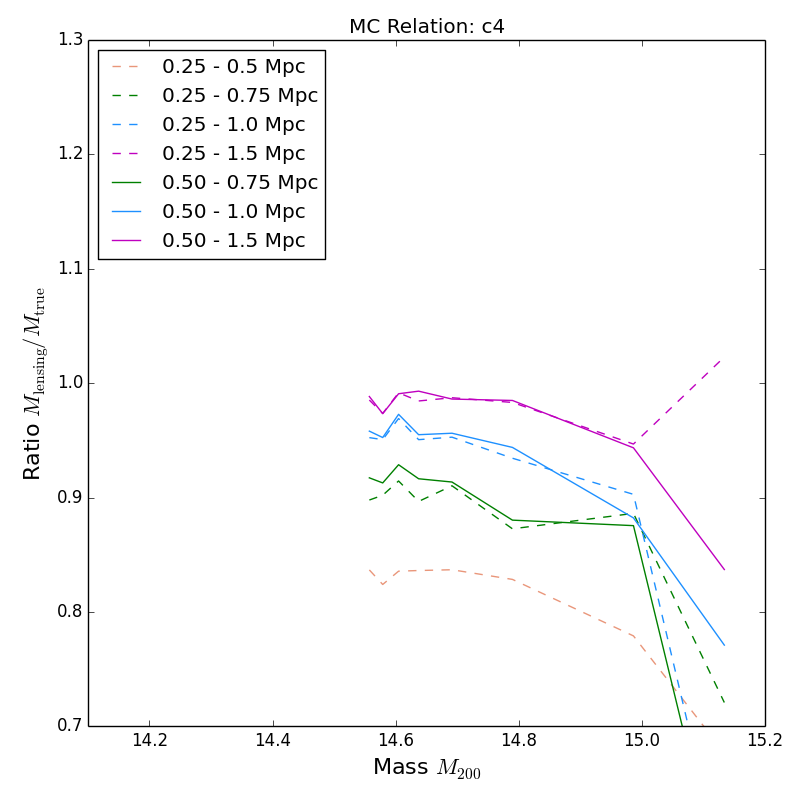 MC Relation: c4
1.3
1.2
1.1
1.0
0.9
0.8
0.7
0.25 - 0.5 Mpc
0.25 - 0.75 Mpc
0.25 - 1.0 Mpc
0.25 - 1.5 Mpc
0.50 - 0.75 Mpc
0.50 - 1.0 Mpc
0.50 - 1.5 Mpc
Ratio M_lensing/M_true
14.2 14.4 14.6 14.8 15.0 15.2
Mass M_200